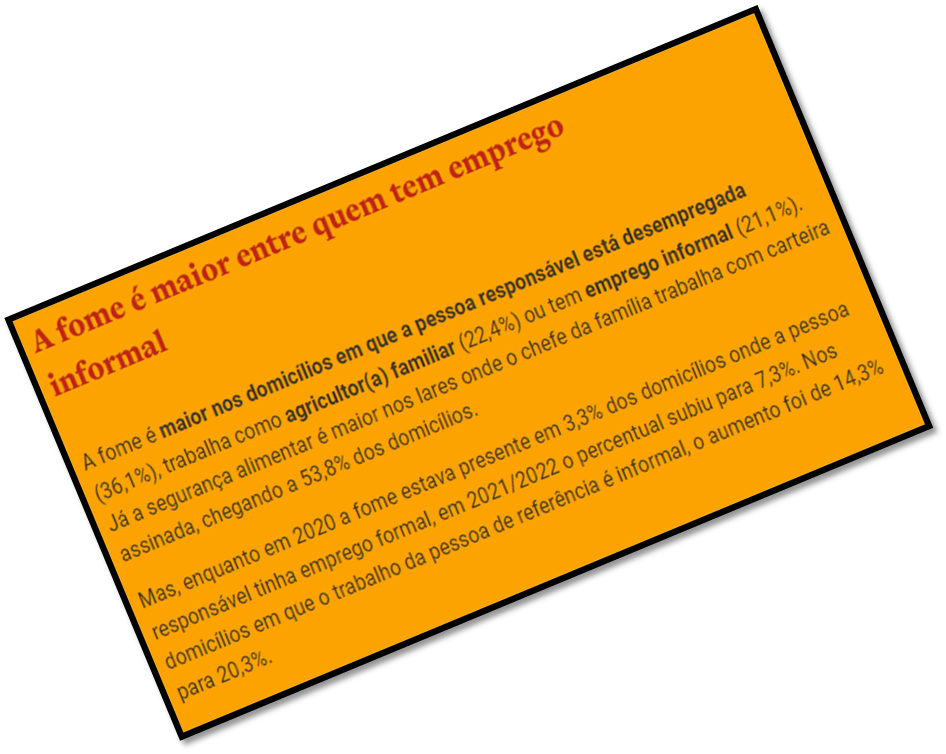 A fome é maior entre quem tem emprego
informal
A fome é maior nos domicílios em que a pessoa responsável está desempregada
(36,1%), trabalha como agricultor(a) familiar (22,4%) ou tem emprego informal (21,1%).
Já a segurança alimentar é maior nos lares onde o chefe da família trabalha com carteira
assinada, chegando a 53,8% dos domicílios.
Mas, enquanto em 2020 a fome estava presente em 3,3% dos domicílios onde a pessoa
responsável tinha emprego formal, em 2021/2022 o percentual subiu para 7,3%. Nos
domicílios em que o trabalho da pessoa de referência é informal, o aumento foi de 14,3%
para 20,3%.